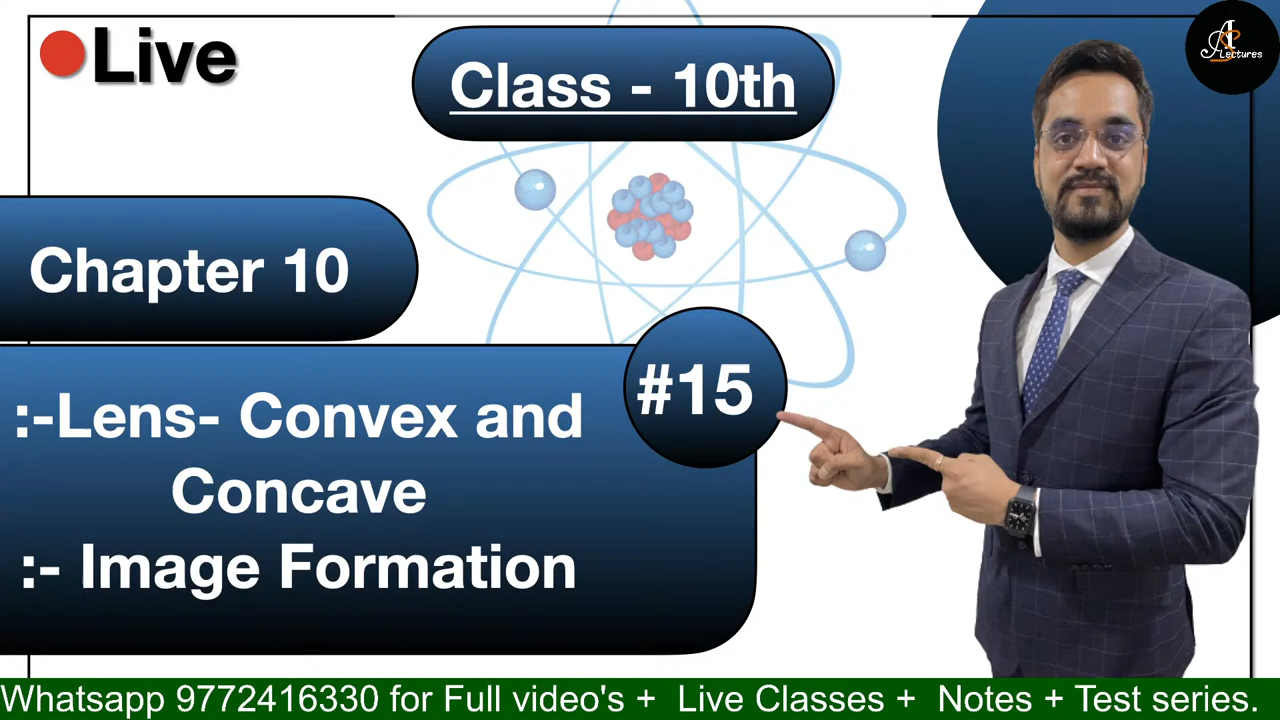 Live
Class - 10th
Chapter 10
#15
:-Lens- Convex and
Concave
:- Image Formation
Whatsapp 9772416330 for Full video's + Live Classes + Notes + Test series.